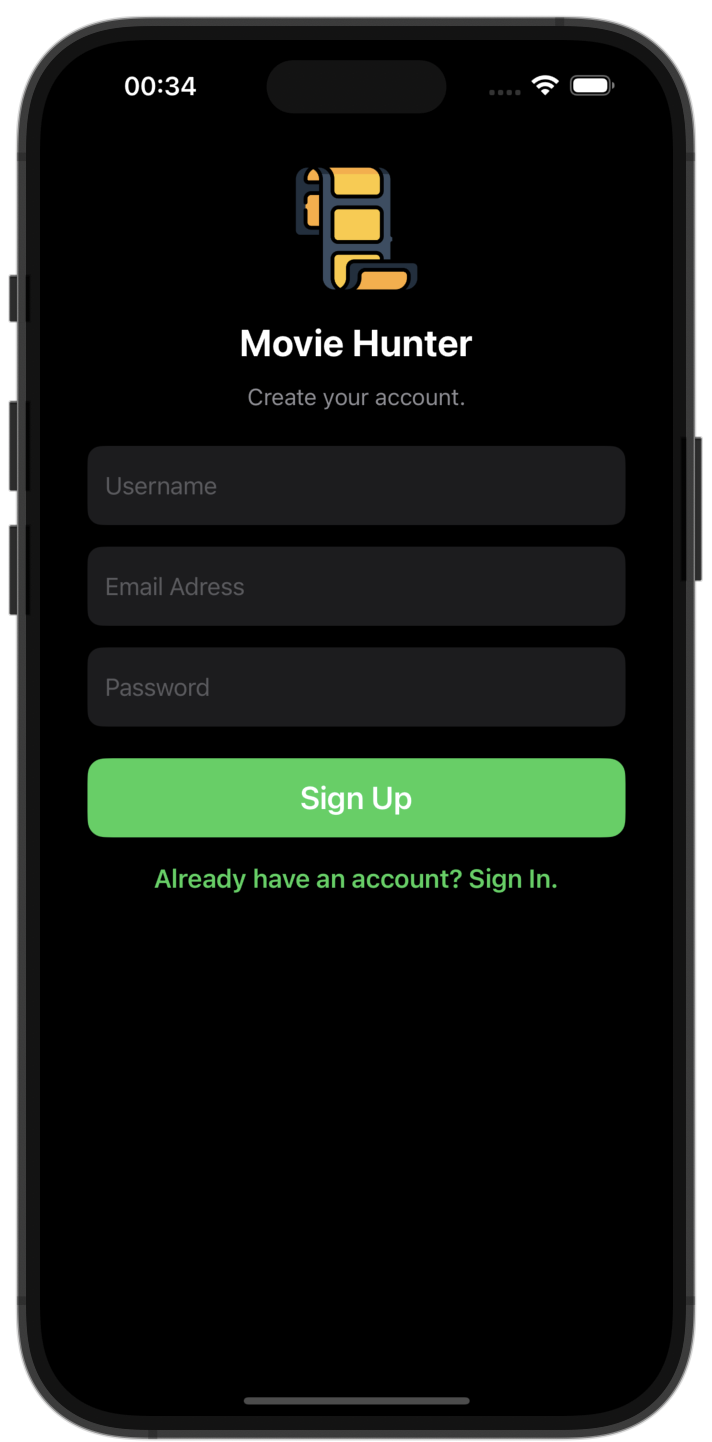 00:34
Movie Hunter
Create your account.
Username
Email Adress
Password
Sign Up
Already have an account? Sign In.